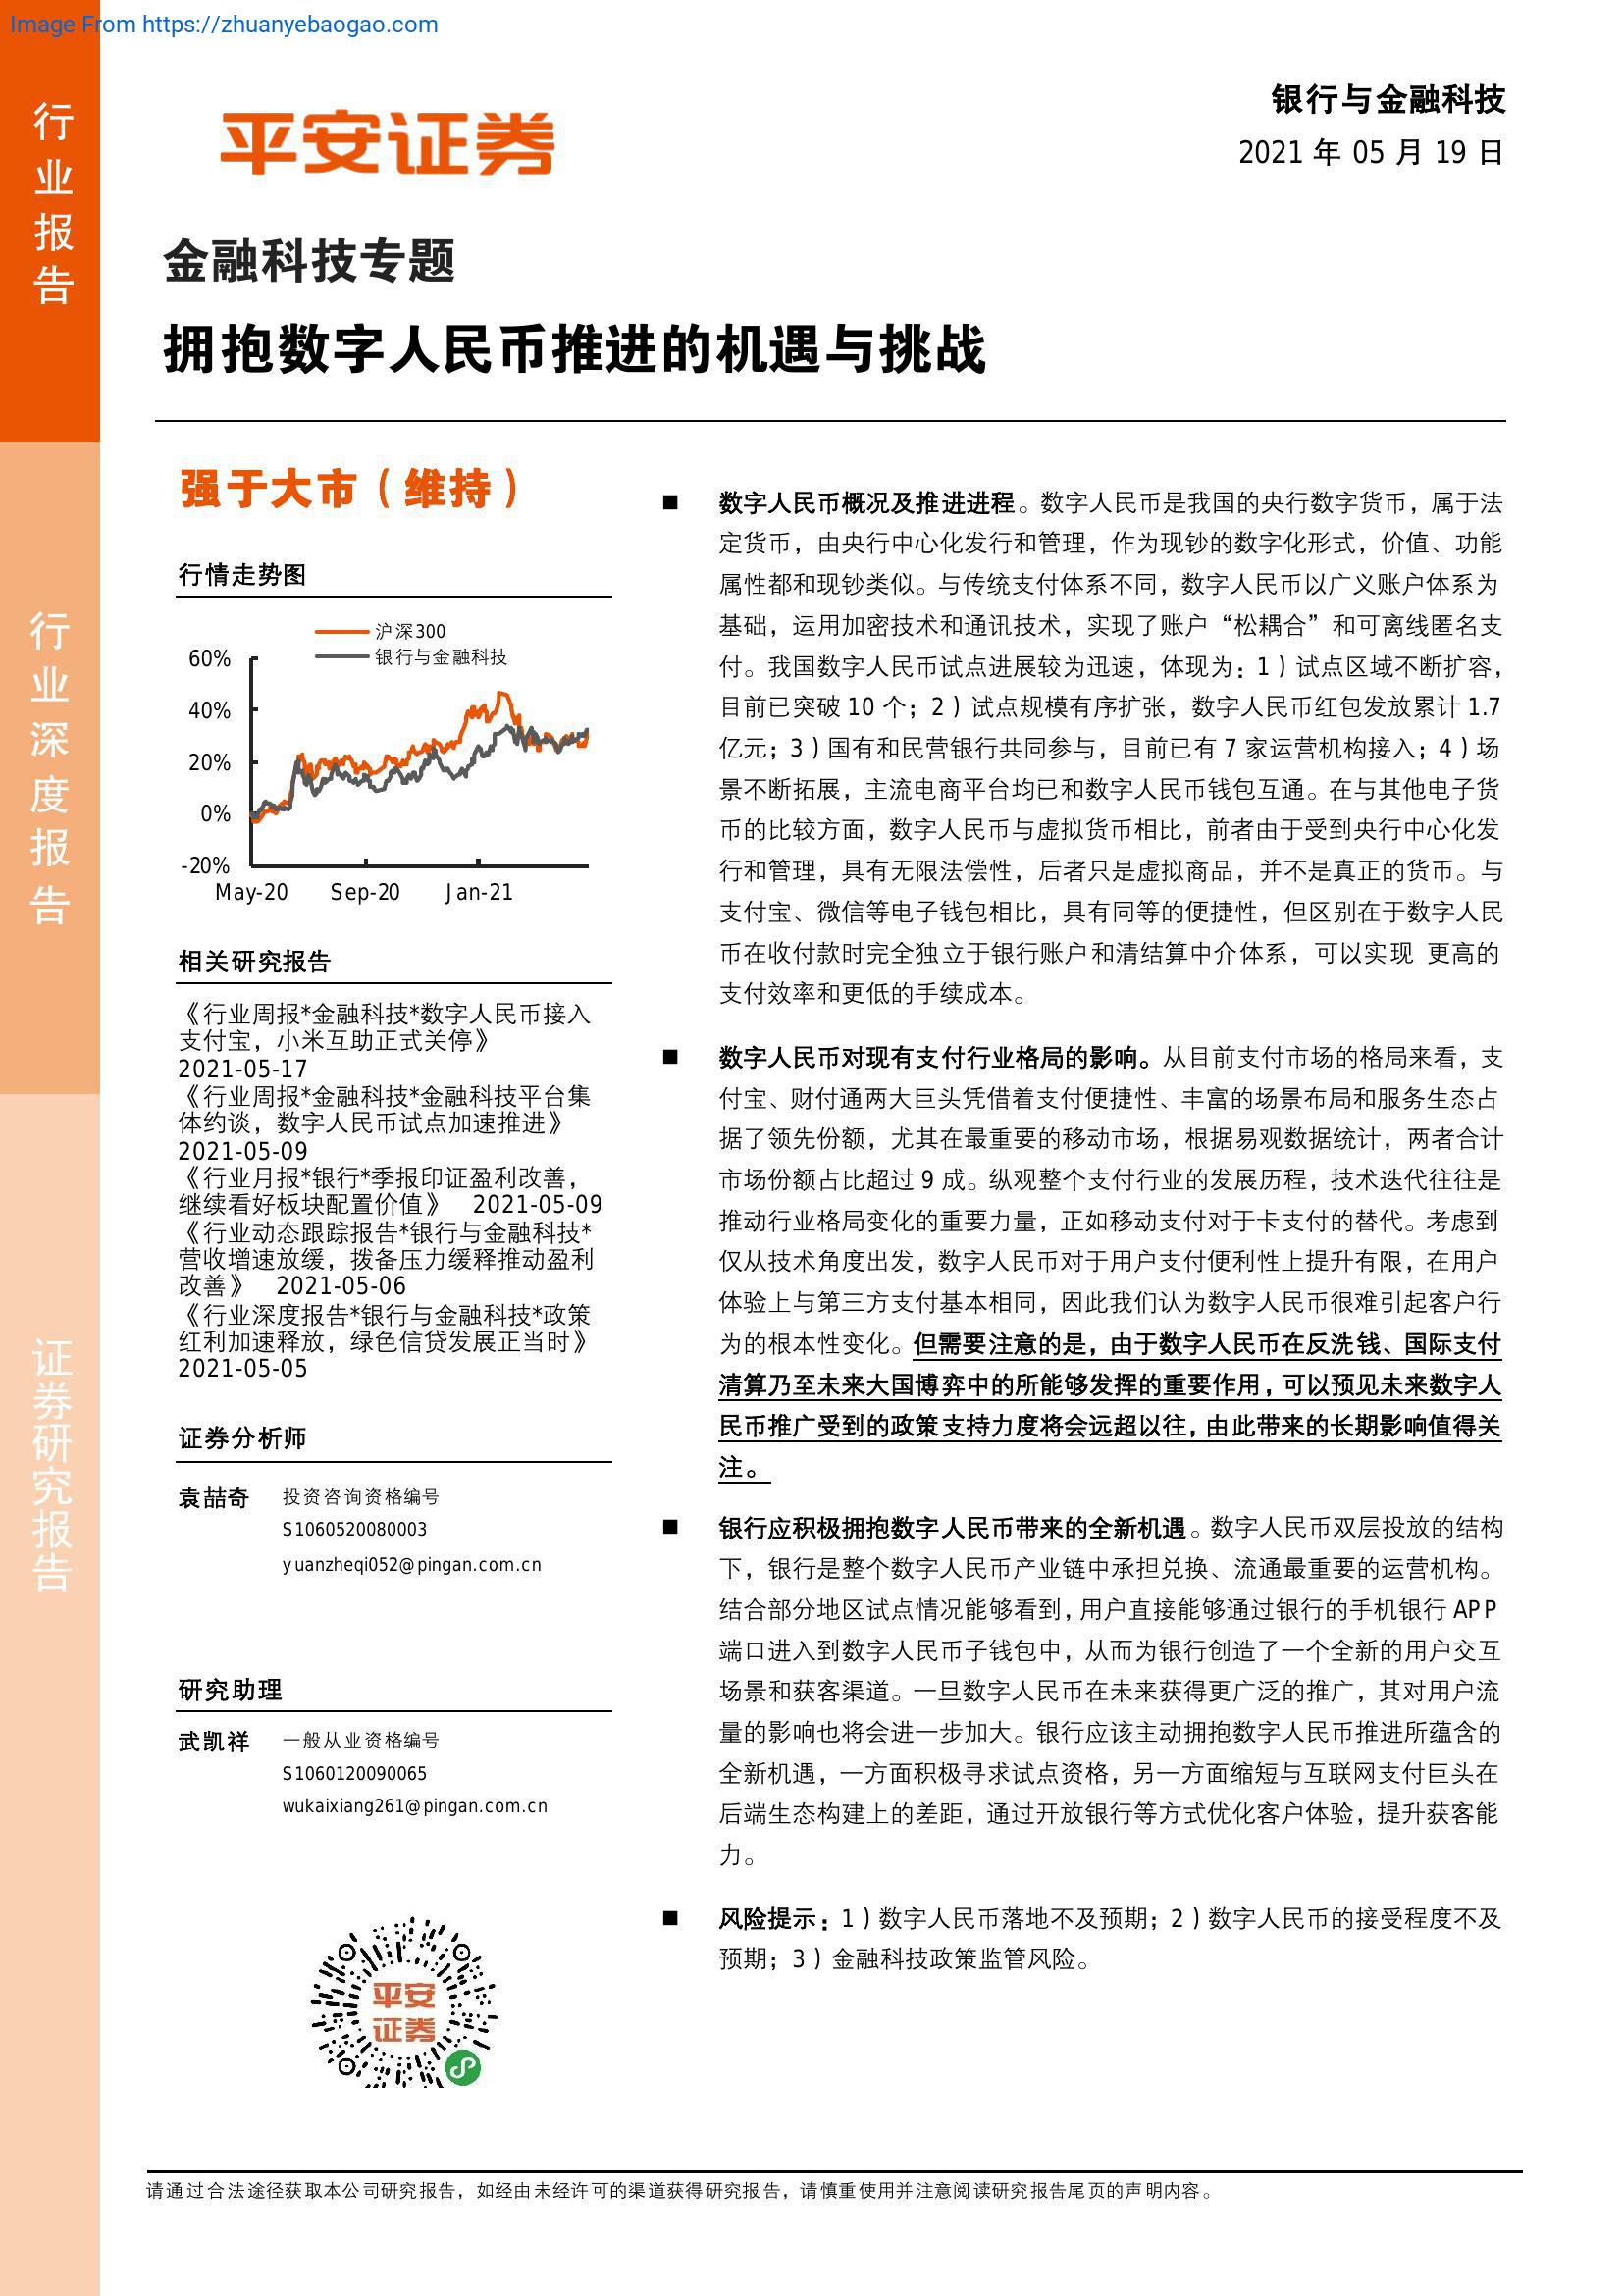 Image From https://zhuanyebaogao.com
行业报告
行业深度报告
证券研究报告
平安证券
银行与金融科技
2021 年 05 月 19 日
金融科技专题
拥抱数字人民币推进的机遇与挑战
强于大市（维持）
行情走势图
沪深300
银行与金融科技
60%
40%
20%
0%
-20%
May-20 Sep-20 Jan-21
相关研究报告
《行业周报*金融科技*数字人民币接入
支付宝，小米互助正式关停》
2021-05-17
《行业周报*金融科技*金融科技平台集
体约谈，数字人民币试点加速推进》
2021-05-09
《行业月报*银行*季报印证盈利改善，
继续看好板块配置价值》 2021-05-09
《行业动态跟踪报告*银行与金融科技*
营收增速放缓，拨备压力缓释推动盈利
改善》 2021-05-06
《行业深度报告*银行与金融科技*政策
红利加速释放，绿色信贷发展正当时》
2021-05-05
证券分析师
袁喆奇 投资咨询资格编号
S1060520080003
yuanzheqi052@pingan.com.cn
研究助理
武凯祥 一般从业资格编号
S1060120090065
wukaixiang261@pingan.com.cn
平安
证券
■ 数字人民币概况及推进进程。数字人民币是我国的央行数字货币，属于法
定货币，由央行中心化发行和管理，作为现钞的数字化形式，价值、功能
属性都和现钞类似。与传统支付体系不同，数字人民币以广义账户体系为
基础，运用加密技术和通讯技术，实现了账户“松耦合”和可离线匿名支
付。我国数字人民币试点进展较为迅速，体现为：1）试点区域不断扩容，
目前已突破 10 个；2）试点规模有序扩张，数字人民币红包发放累计 1.7
亿元；3）国有和民营银行共同参与，目前已有 7 家运营机构接入；4）场
景不断拓展，主流电商平台均已和数字人民币钱包互通。在与其他电子货
币的比较方面，数字人民币与虚拟货币相比，前者由于受到央行中心化发
行和管理，具有无限法偿性，后者只是虚拟商品，并不是真正的货币。与
支付宝、微信等电子钱包相比，具有同等的便捷性，但区别在于数字人民
币在收付款时完全独立于银行账户和清结算中介体系，可以实现 更高的
支付效率和更低的手续成本。
■ 数字人民币对现有支付行业格局的影响。从目前支付市场的格局来看，支
付宝、财付通两大巨头凭借着支付便捷性、丰富的场景布局和服务生态占
据了领先份额，尤其在最重要的移动市场，根据易观数据统计，两者合计
市场份额占比超过 9 成。纵观整个支付行业的发展历程，技术迭代往往是
推动行业格局变化的重要力量，正如移动支付对于卡支付的替代。考虑到
仅从技术角度出发，数字人民币对于用户支付便利性上提升有限，在用户
体验上与第三方支付基本相同，因此我们认为数字人民币很难引起客户行
为的根本性变化。但需要注意的是，由于数字人民币在反洗钱、国际支付
清算乃至未来大国博弈中的所能够发挥的重要作用，可以预见未来数字人
民币推广受到的政策支持力度将会远超以往，由此带来的长期影响值得关
注。
■ 银行应积极拥抱数字人民币带来的全新机遇。数字人民币双层投放的结构
下，银行是整个数字人民币产业链中承担兑换、流通最重要的运营机构。
结合部分地区试点情况能够看到，用户直接能够通过银行的手机银行 APP
端口进入到数字人民币子钱包中，从而为银行创造了一个全新的用户交互
场景和获客渠道。一旦数字人民币在未来获得更广泛的推广，其对用户流
量的影响也将会进一步加大。银行应该主动拥抱数字人民币推进所蕴含的
全新机遇，一方面积极寻求试点资格，另一方面缩短与互联网支付巨头在
后端生态构建上的差距，通过开放银行等方式优化客户体验，提升获客能
力。
■ 风险提示：1）数字人民币落地不及预期；2）数字人民币的接受程度不及
预期；3）金融科技政策监管风险。
请通过合法途径获取本公司研究报告，如经由未经许可的渠道获得研究报告，请慎重使用并注意阅读研究报告尾页的声明内容。